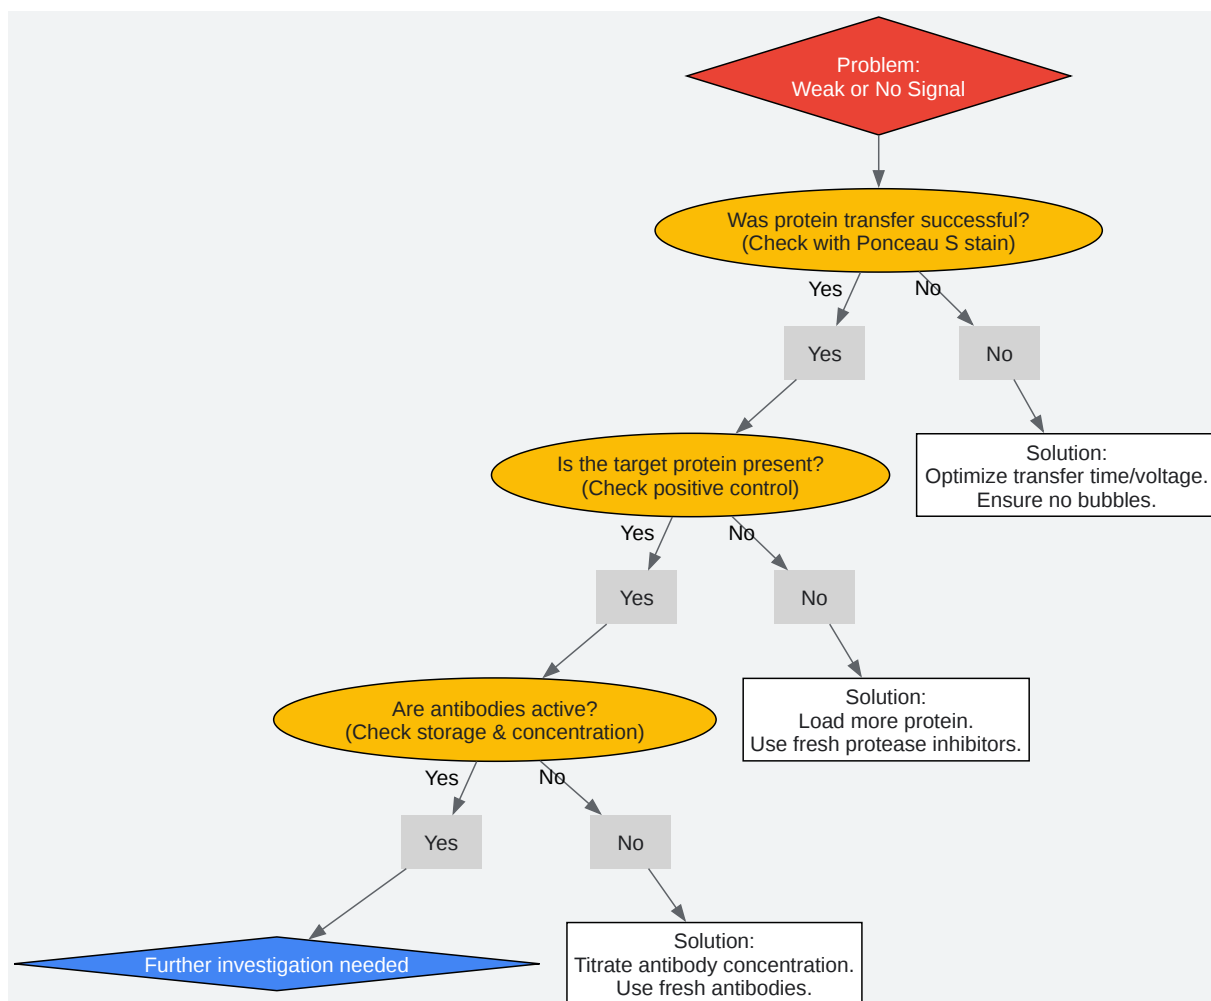 Problem:
Weak or No Signal
Was protein transfer successful?
(Check with Ponceau S stain)
Yes
No
Yes
No
Is the target protein present?
(Check positive control)
Solution:
Optimize transfer time/voltage.
Ensure no bubbles.
Yes
No
Yes
No
Are antibodies active?
(Check storage & concentration)
Solution:
Load more protein.
Use fresh protease inhibitors.
Yes
No
Yes
No
Further investigation needed
Solution:
Titrate antibody concentration.
Use fresh antibodies.